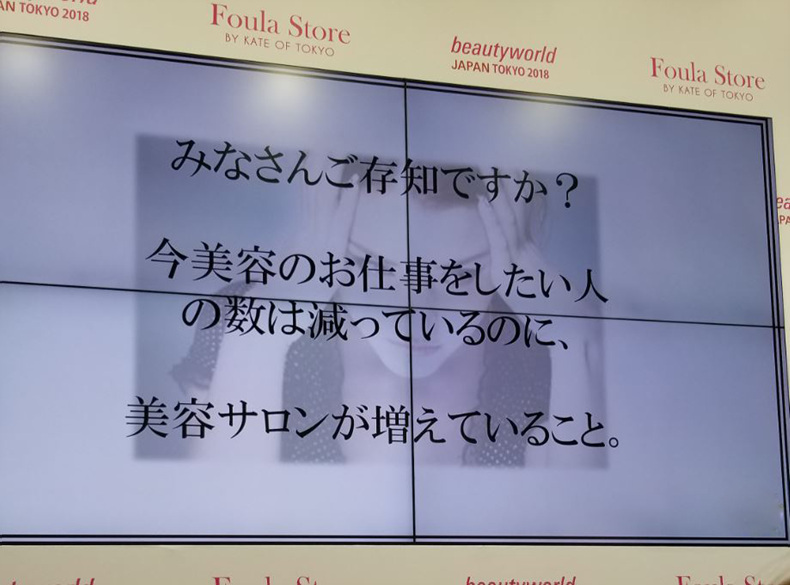 AN TOKYO 2018
Foula Store
BY KATE OF TOKYO
beautyworld
JAPAN TOKYO 2018
Foula Store
BY KATE OF TOKYO
みなさんご存知ですか？
今美容のお仕事をしたい人
の数は減っているのに、
美容サロンが増えていること。
beautyworld